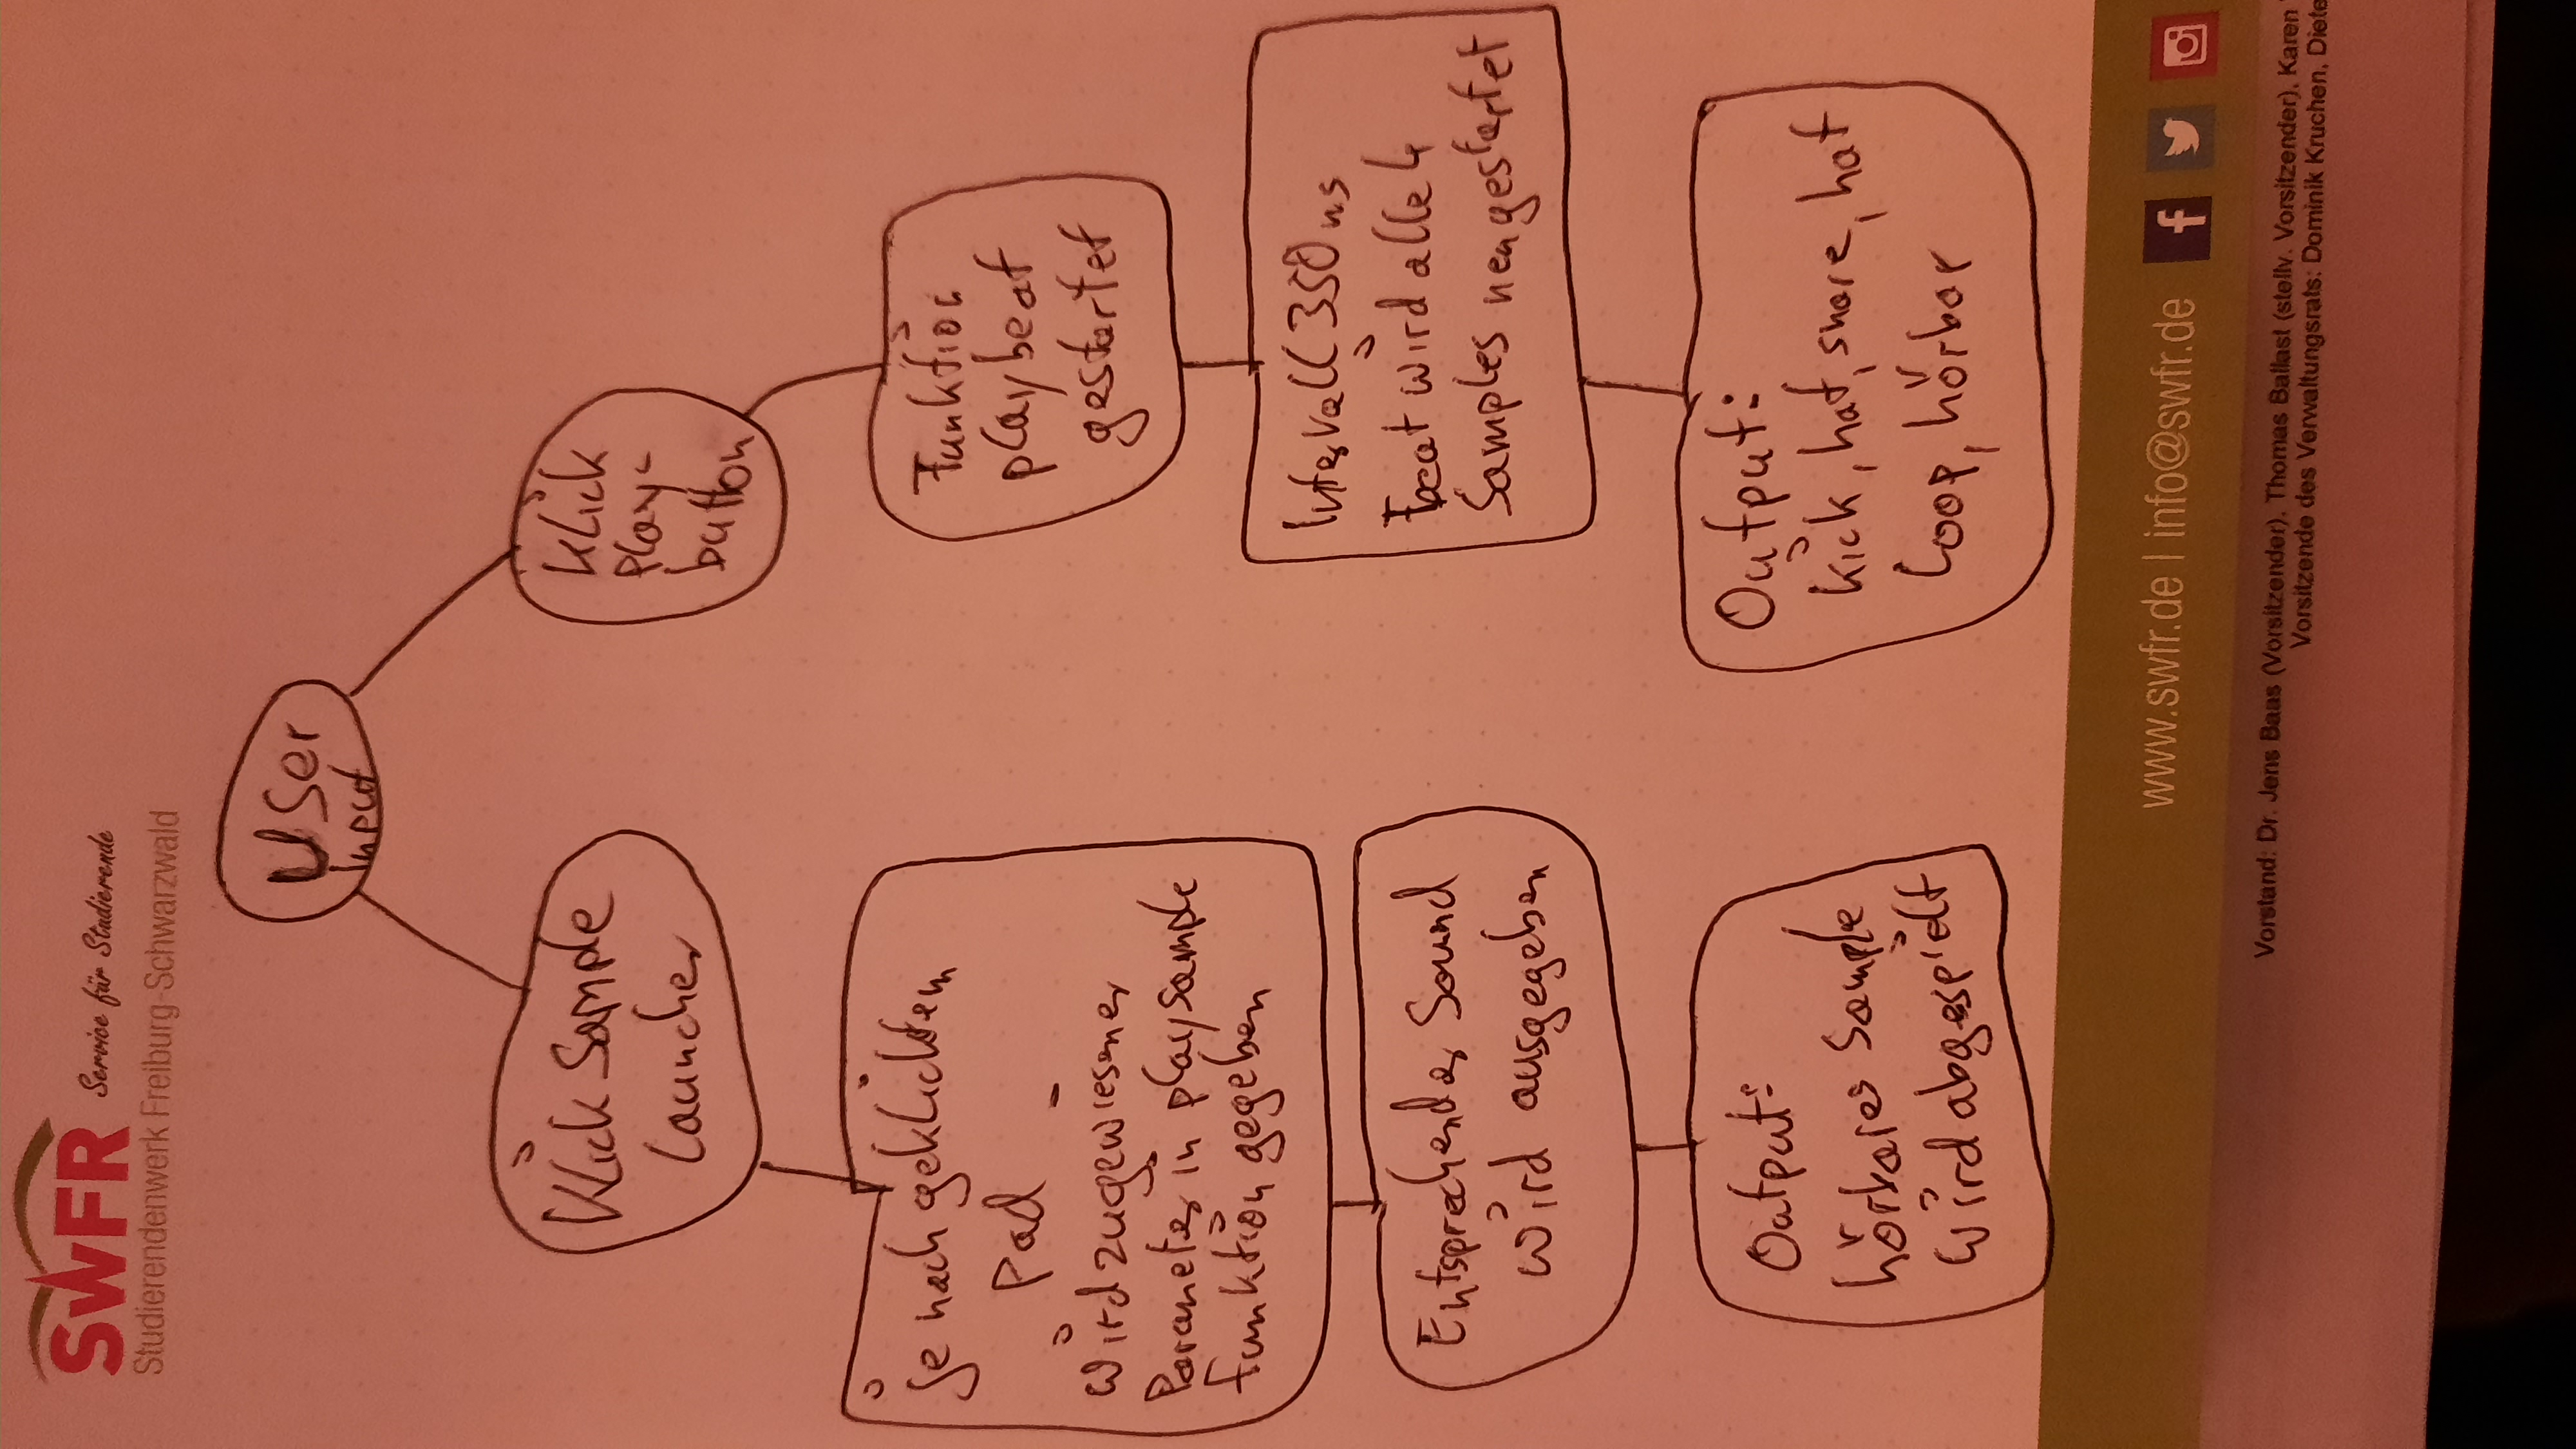 SWFR Service für Studierende
Studierendenwerk Freiburg-Schwarzwald
User
Input
Klick Sample
Launcher
je nach geklicktem
Pad
wird zugewiesener
Parameter in playsample
funktion gegeben
Entsprechender Sound
wird ausgegeben
Output:
hörbares Sample
wird abgespielt
Klick
Play-
button
Funktion
playbeat
gestartet
Intervall 350 ms
Beat wird alle 4
Samples neu gestartet
Output:
kick, hat, snare, hat
loop, hörbar
www.swfr.de | info@swfr.de
Vorstand: Dr. Jens Baas (Vorsitzender), Thomas Ballast (stellv. Vorsitzender), Karen
Vorsitzende des Verwaltungsrats: Dominik Kruchen, Diete